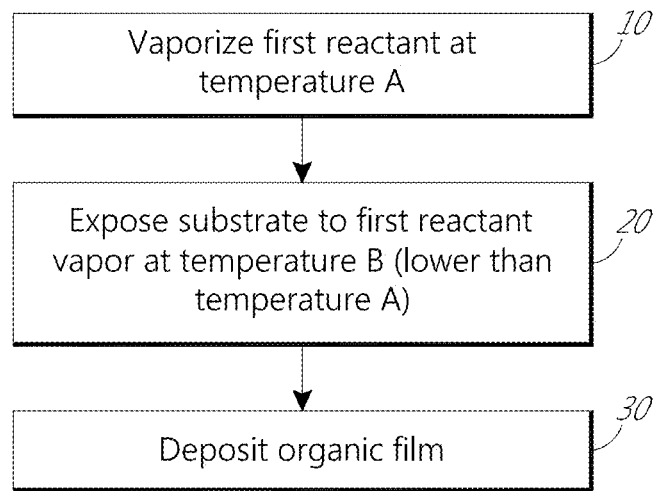 10
Vaporize first reactant at
temperature A
20
Expose substrate to first reactant
vapor at temperature B (lower than
temperature A)
30
Deposit organic film